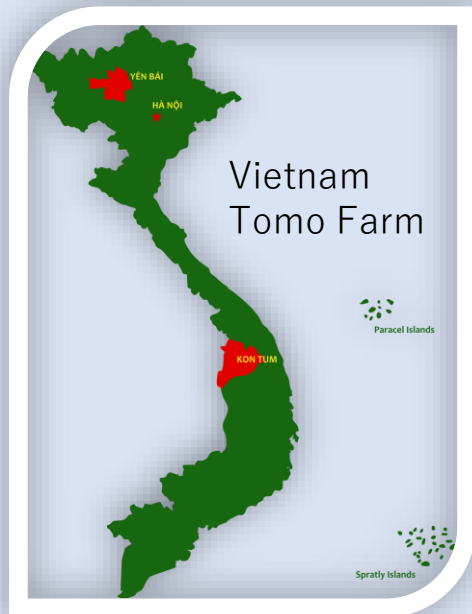 YÊN BÁI
HÀ NỘI
Vietnam
Tomo Farm
Paracel Islands
KON TUM
Spratly Islands